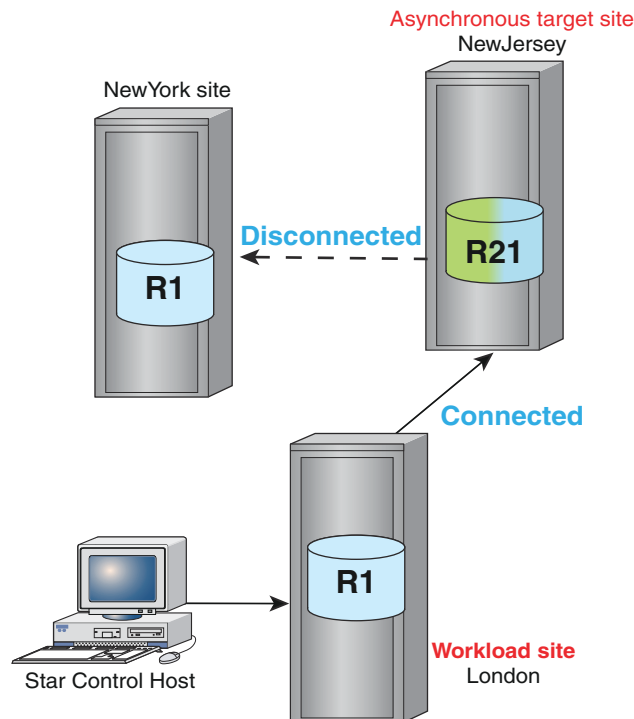 Asynchronous target site
NewJersey
NewYork site
Disconnected
R21
R1
Connected
R1
Workload site
London
Star Control Host